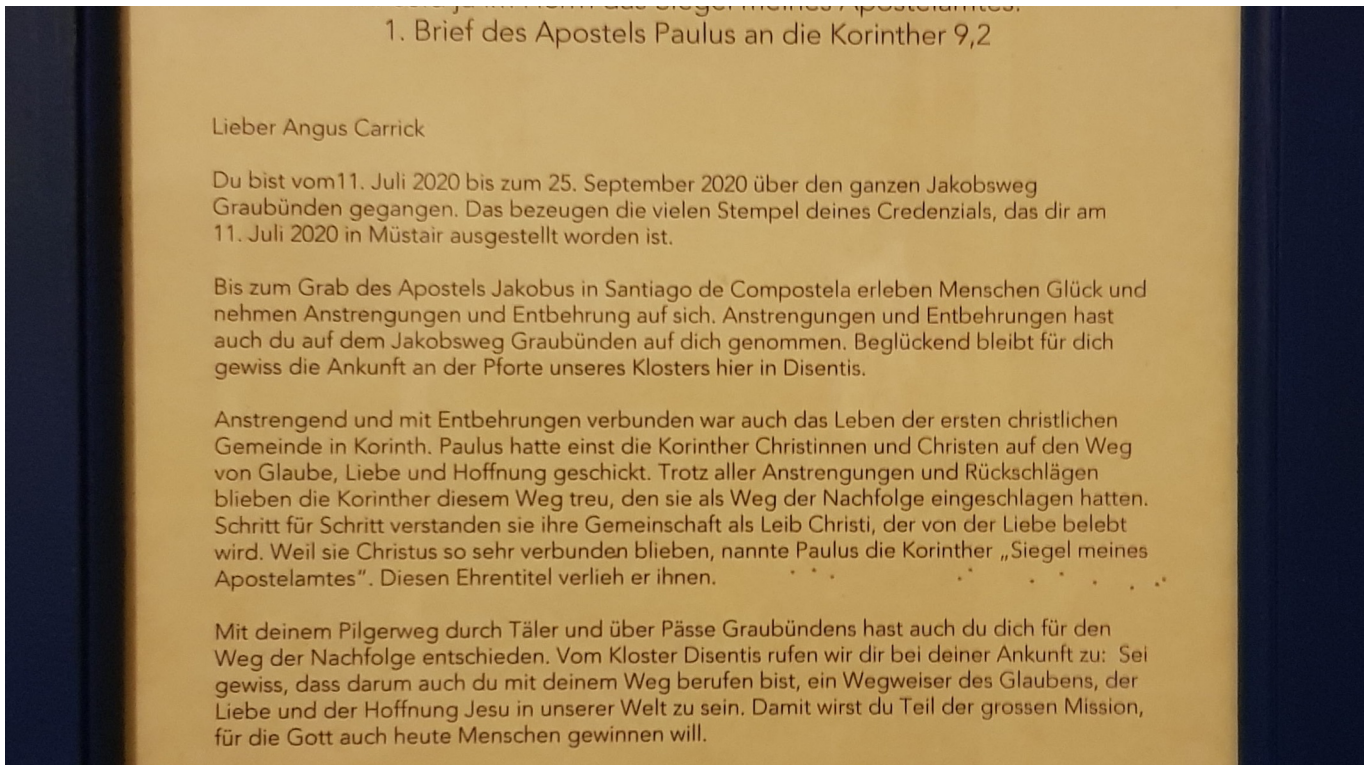 1. Brief des Apostels Paulus an die Korinther 9,2
Lieber Angus Carrick
Du bist vom11. Juli 2020 bis zum 25. September 2020 über den ganzen Jakobsweg
Graubünden gegangen. Das bezeugen die vielen Stempel deines Credenzials, das dir am
11. Juli 2020 in Müstair ausgestellt worden ist.
Bis zum Grab des Apostels Jakobus in Santiago de Compostela erleben Menschen Glück und
nehmen Anstrengungen und Entbehrung auf sich. Anstrengungen und Entbehrungen hast
auch du auf dem Jakobsweg Graubünden auf dich genommen. Beglückend bleibt für dich
gewiss die Ankunft an der Pforte unseres Klosters hier in Disentis.
Anstrengend und mit Entbehrungen verbunden war auch das Leben der ersten christlichen
Gemeinde in Korinth. Paulus hatte einst die Korinther Christinnen und Christen auf den Weg
von Glaube, Liebe und Hoffnung geschickt. Trotz aller Anstrengungen und Rückschlägen
blieben die Korinther diesem Weg treu, den sie als Weg der Nachfolge eingeschlagen hatten.
Schritt für Schritt verstanden sie ihre Gemeinschaft als Leib Christi, der von der Liebe belebt
wird. Weil sie Christus so sehr verbunden blieben, nannte Paulus die Korinther „Siegel meines
Apostelamtes“. Diesen Ehrentitel verlieh er ihnen.
Mit deinem Pilgerweg durch Täler und über Pässe Graubündens hast auch du dich für den
Weg der Nachfolge entschieden. Vom Kloster Disentis rufen wir dir bei deiner Ankunft zu: Sei
gewiss, dass darum auch du mit deinem Weg berufen bist, ein Wegweiser des Glaubens, der
Liebe und der Hoffnung Jesu in unserer Welt zu sein. Damit wirst du Teil der grossen Mission,
für die Gott auch heute Menschen gewinnen will.